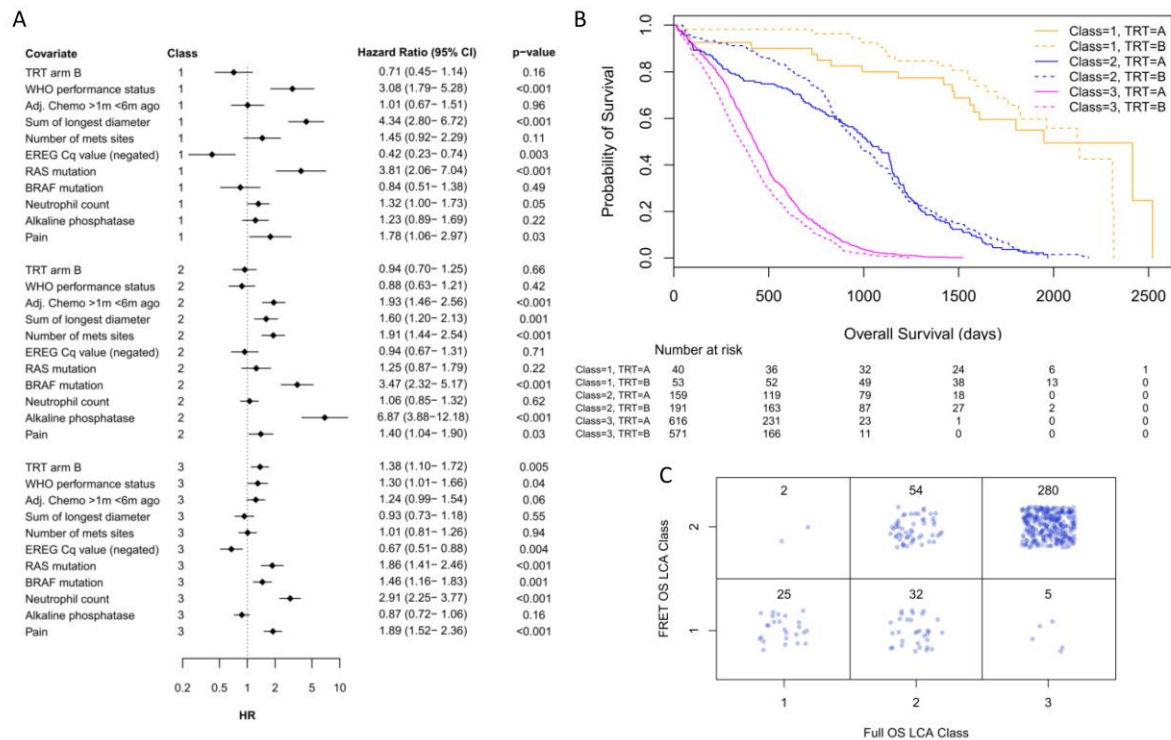 A
Covariate Class Hazard Ratio (95% CI) p−value
TRT arm B 1 0.71 (0.45− 1.14) 0.16
WHO performance status 1 3.08 (1.79− 5.28) <0.001
Adj. Chemo >1m <6m ago 1 1.01 (0.67− 1.51) 0.96
Sum of longest diameter 1 4.34 (2.80− 6.72) <0.001
Number of mets sites 1 1.45 (0.92− 2.29) 0.11
EREG Cq value (negated) 1 0.42 (0.23− 0.74) 0.003
RAS mutation 1 3.81 (2.06− 7.04) <0.001
BRAF mutation 1 0.84 (0.51− 1.38) 0.49
Neutrophil count 1 1.32 (1.00− 1.73) 0.05
Alkaline phosphatase 1 1.23 (0.89− 1.69) 0.22
Pain 1 1.78 (1.06− 2.97) 0.03
TRT arm B 2 0.94 (0.70− 1.25) 0.66
WHO performance status 2 0.88 (0.63− 1.21) 0.42
Adj. Chemo >1m <6m ago 2 1.93 (1.46− 2.56) <0.001
Sum of longest diameter 2 1.60 (1.20− 2.13) 0.001
Number of mets sites 2 1.91 (1.44− 2.54) <0.001
EREG Cq value (negated) 2 0.94 (0.67− 1.31) 0.71
RAS mutation 2 1.25 (0.87− 1.79) 0.22
BRAF mutation 2 3.47 (2.32− 5.17) <0.001
Neutrophil count 2 1.06 (0.85− 1.32) 0.62
Alkaline phosphatase 2 6.87 (3.88−12.18) <0.001
Pain 2 1.40 (1.04− 1.90) 0.03
TRT arm B 3 1.38 (1.10− 1.72) 0.005
WHO performance status 3 1.30 (1.01− 1.66) 0.04
Adj. Chemo >1m <6m ago 3 1.24 (0.99− 1.54) 0.06
Sum of longest diameter 3 0.93 (0.73− 1.18) 0.55
Number of mets sites 3 1.01 (0.81− 1.26) 0.94
EREG Cq value (negated) 3 0.67 (0.51− 0.88) 0.004
RAS mutation 3 1.86 (1.41− 2.46) <0.001
BRAF mutation 3 1.46 (1.16− 1.83) 0.001
Neutrophil count 3 2.91 (2.25− 3.77) <0.001
Alkaline phosphatase 3 0.87 (0.72− 1.06) 0.16
Pain 3 1.89 (1.52− 2.36) <0.001
0.2 0.5 1 2 5 10
HR
B
Probability of Survival
1.0
0.8
0.6
0.4
0.2
0.0
Class=1, TRT=A
Class=1, TRT=B
Class=2, TRT=A
Class=2, TRT=B
Class=3, TRT=A
Class=3, TRT=B
0 500 1000 1500 2000 2500
Overall Survival (days)
Number at risk
Class=1, TRT=A 40 36 32 24 6 1
Class=1, TRT=B 53 52 49 38 13 0
Class=2, TRT=A 159 119 79 18 0
Class=2, TRT=B 191 163 87 27 2 0
Class=3, TRT=A 616 231 23 1 0
Class=3, TRT=B 571 166 11 0 0 0
C
FRET OS LCA Class
2 54 280
2
25 32 5
1
1 2 3
Full OS LCA Class